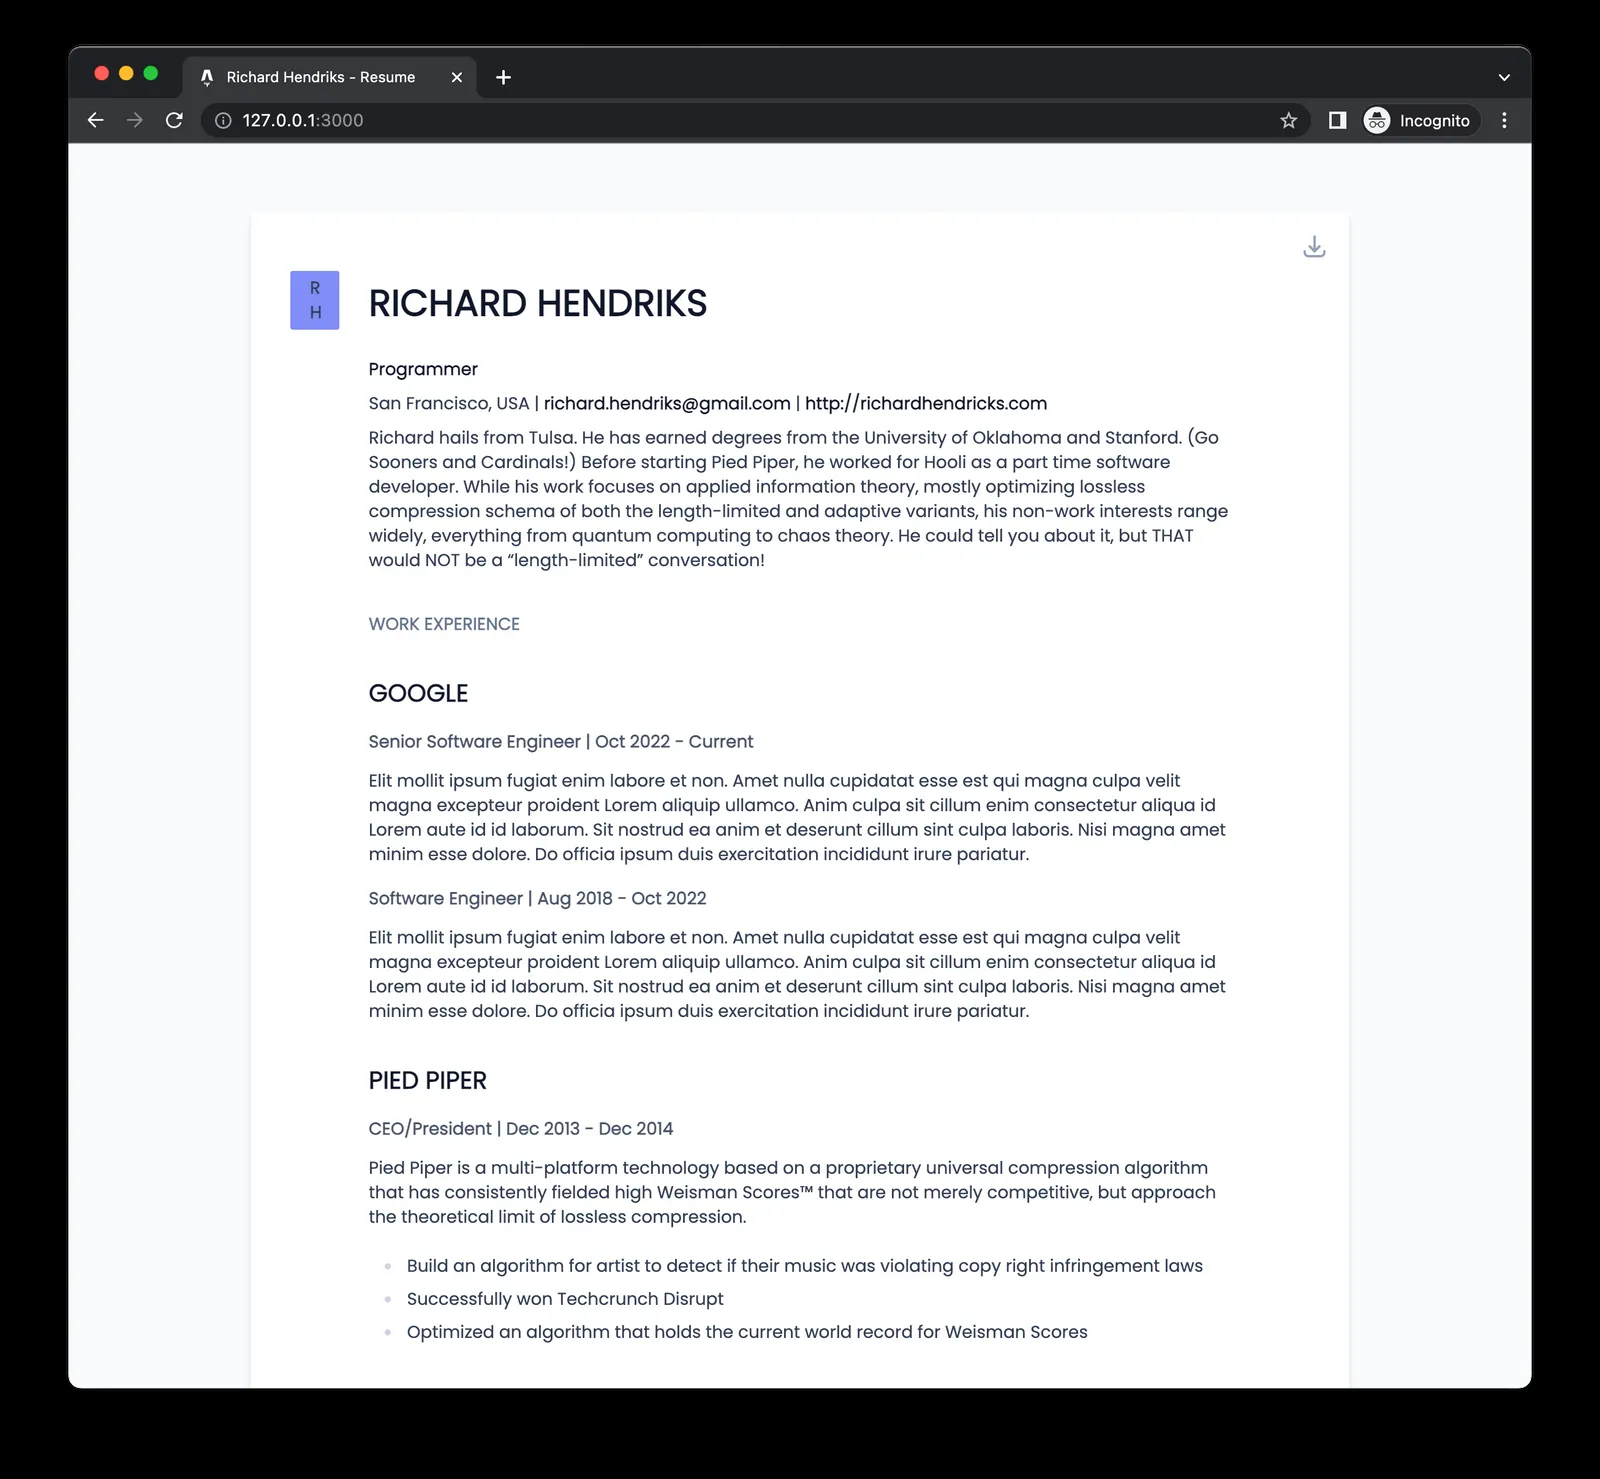 Richard Hendriks - Resume
127.0.0.1:3000
Incognito
R
H
RICHARD HENDRIKS
Programmer
San Francisco, USA | richard.hendriks@gmail.com | http://richardhendricks.com
Richard hails from Tulsa. He has earned degrees from the University of Oklahoma and Stanford. (Go
Sooners and Cardinals!) Before starting Pied Piper, he worked for Hooli as a part time software
developer. While his work focuses on applied information theory, mostly optimizing lossless
compression schema of both the length-limited and adaptive variants, his non-work interests range
widely, everything from quantum computing to chaos theory. He could tell you about it, but THAT
would NOT be a “length-limited” conversation!
WORK EXPERIENCE
GOOGLE
Senior Software Engineer | Oct 2022 - Current
Elit mollit ipsum fugiat enim labore et non. Amet nulla cupidatat esse est qui magna culpa velit
magna excepteur proident Lorem aliquip ullamco. Anim culpa sit cillum enim consectetur aliqua id
Lorem aute id id laborum. Sit nostrud ea anim et deserunt cillum sint culpa laboris. Nisi magna amet
minim esse dolore. Do officia ipsum duis exercitation incididunt irure pariatur.
Software Engineer | Aug 2018 - Oct 2022
Elit mollit ipsum fugiat enim labore et non. Amet nulla cupidatat esse est qui magna culpa velit
magna excepteur proident Lorem aliquip ullamco. Anim culpa sit cillum enim consectetur aliqua id
Lorem aute id id laborum. Sit nostrud ea anim et deserunt cillum sint culpa laboris. Nisi magna amet
minim esse dolore. Do officia ipsum duis exercitation incididunt irure pariatur.
PIED PIPER
CEO/President | Dec 2013 - Dec 2014
Pied Piper is a multi-platform technology based on a proprietary universal compression algorithm
that has consistently fielded high Weisman Scores™ that are not merely competitive, but approach
the theoretical limit of lossless compression.
• Build an algorithm for artist to detect if their music was violating copy right infringement laws
• Successfully won Techcrunch Disrupt
• Optimized an algorithm that holds the current world record for Weisman Scores